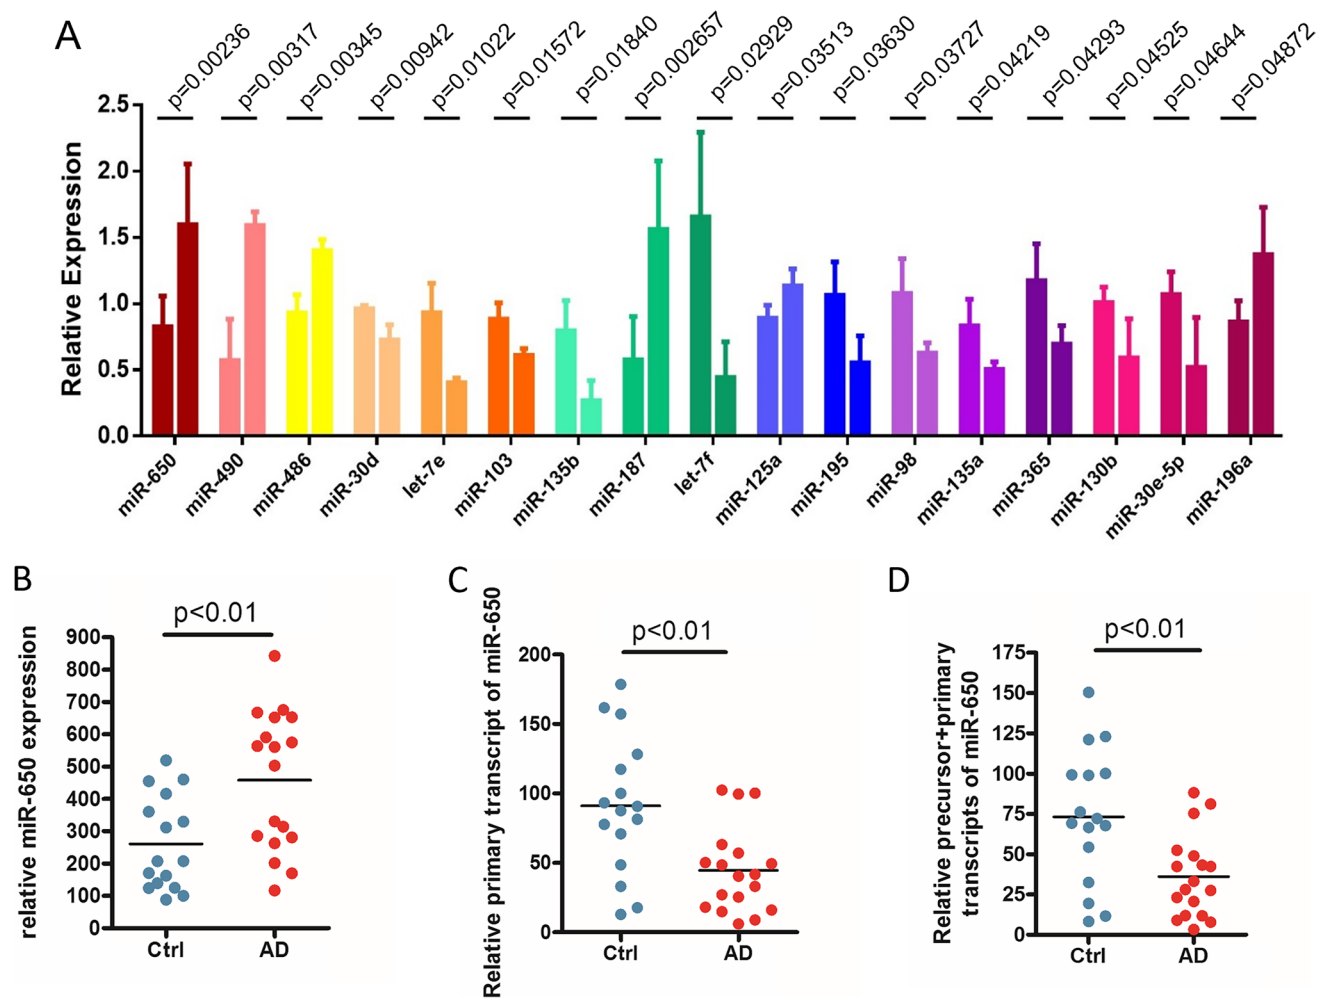 A
p=0.00236
p=0.00317
p=0.00345
p=0.00942
p=0.01022
p=0.01572
p=0.01840
p=0.002657
p=0.02929
p=0.03513
p=0.03630
p=0.03727
p=0.04219
p=0.04293
p=0.04525
p=0.04644
p=0.04872
Relative Expression
2.5
2.0
1.5
1.0
0.5
0.0
miR-650
miR-490
miR-486
miR-30d
let-7e
miR-103
miR-135b
miR-187
let-7f
miR-125a
miR-195
miR-98
miR-135a
miR-365
miR-130b
miR-30e-5p
miR-196a
B
p<0.01
relative miR-650 expression
900
800
700
600
500
400
300
200
100
0
Ctrl
AD
C
p<0.01
Relative primary transcript of miR-650
200
150
100
50
0
Ctrl
AD
D
p<0.01
Relative precursor+primary
transcripts of miR-650
175
150
125
100
75
50
25
0
Ctrl
AD